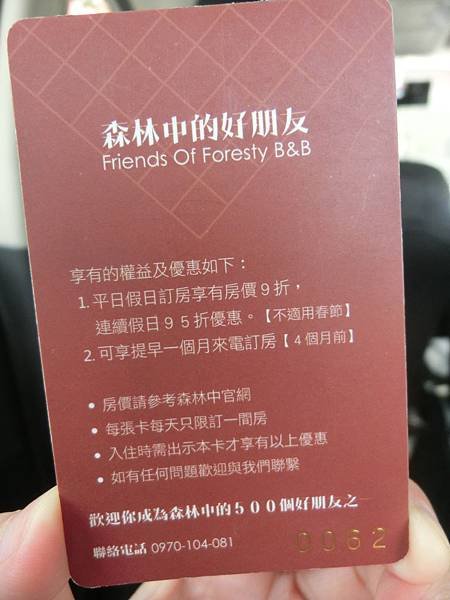 森林中的好朋友
Friends Of Foresty B&B
享有的權益及優惠如下：
1. 平日假日訂房享有房價９折，
連續假日９５折優惠。【不適用春節】
2. 可享提早一個月來電訂房【４個月前】
• 房價請參考森林中官網
• 每張卡每天只限訂一間房
• 入住時需出示本卡才享有以上優惠
• 如有任何問題歡迎與我們聯繫
歡迎你成為森林中的５００個好朋友之一
聯絡電話 0970-104-081
0062